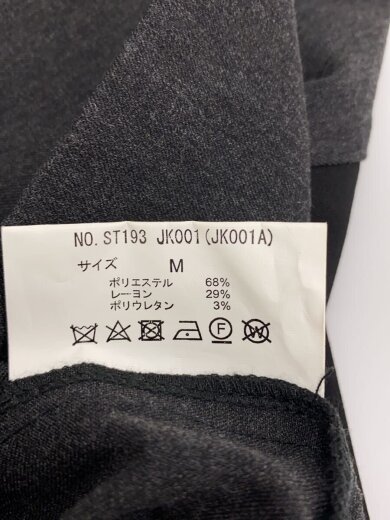 NO. ST193 JK001(JK001A)
サイズ M
ポリエステル 68%
レーヨン 29%
ポリウレタン 3%
F W